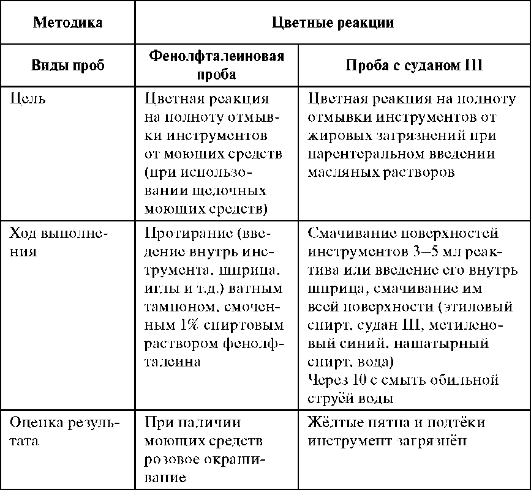 Методика
Цветные реакции
Виды проб
Фенолфталеиновая
проба
Проба с суданом III
Цель
Цветная реакция
на полноту отмыв-
ки инструментов
от моющих средств
(при использо-
вании щелочных
моющих средств)
Цветная реакция на полноту
отмывки инструментов от
жировых загрязнений при
парентеральном введении
масляных растворов
Ход выполне-
ния
Протирание (вве-
дение внутрь инс-
трумента, шприца,
иглы и т.д.) ватным
тампоном, смочен-
ным 1% спиртовым
раствором фенолф-
талеина
Смачивание поверхностей
инструментов 3–5 мл реак-
тива или введение его внутрь
шприца, смачивание им
всей поверхности (этиловый
спирт, судан III, метилено-
вый синий, нашатырный
спирт, вода)
Через 10 с смыть обильной
струёй воды
Оценка резуль-
тата
При наличии
моющих средств
розовое окраши-
вание
Жёлтые пятна и подтёки
инструмент загрязнён